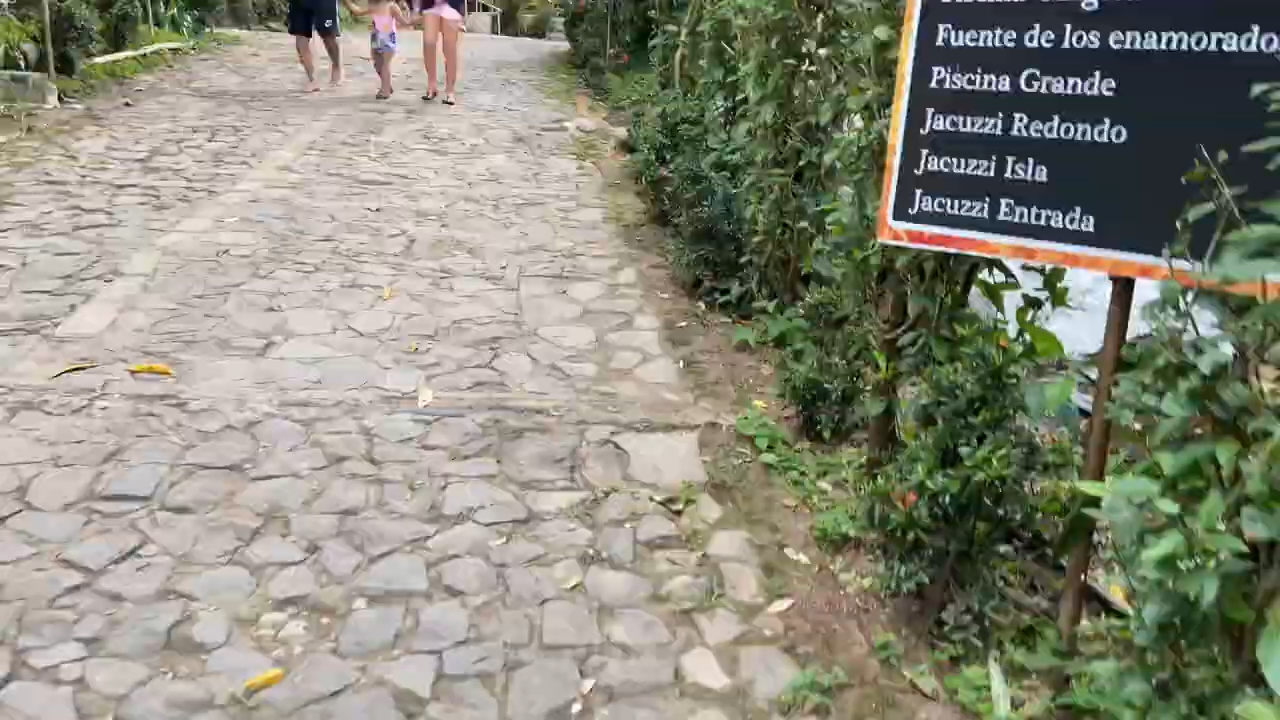 Fuente de los enamorado
Piscina Grande
Jacuzzi Redondo
Jacuzzi Isla
Jacuzzi Entrada